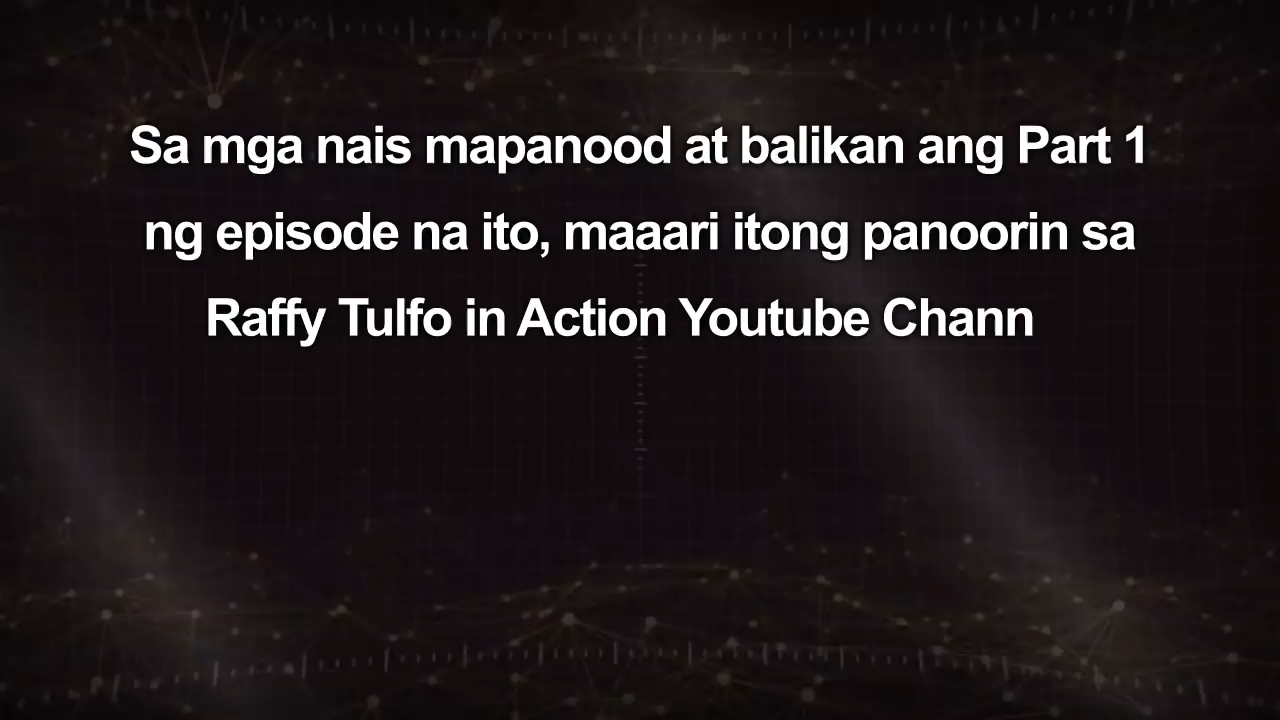 Sa mga nais mapanood at balikan ang Part 1
ng episode na ito, maaari itong panoorin sa
Raffy Tulfo in Action Youtube Chann